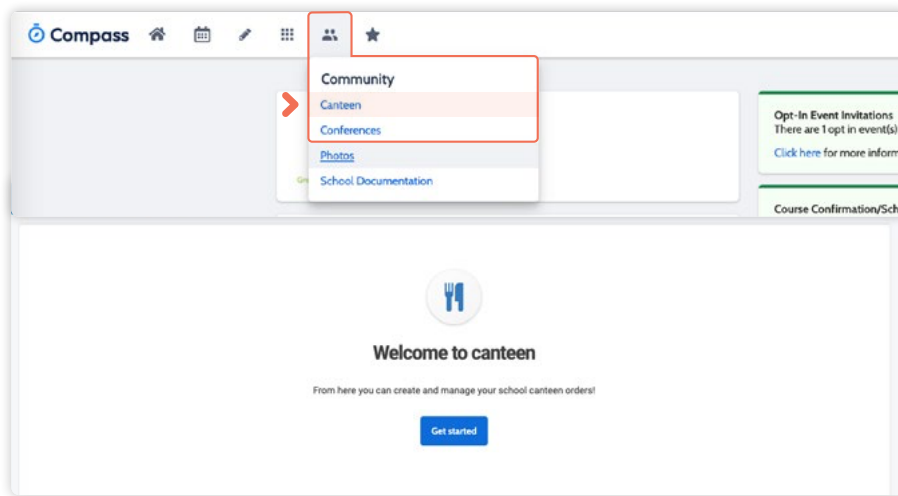 Compass
Community
Canteen
Conferences
Photos
School Documentation
Opt-In Event Invitations
There are 1 opt in event(s)
Click here for more inform
Course Confirmation/Sch
Welcome to canteen
From here you can create and manage your school canteen orders!
Get started